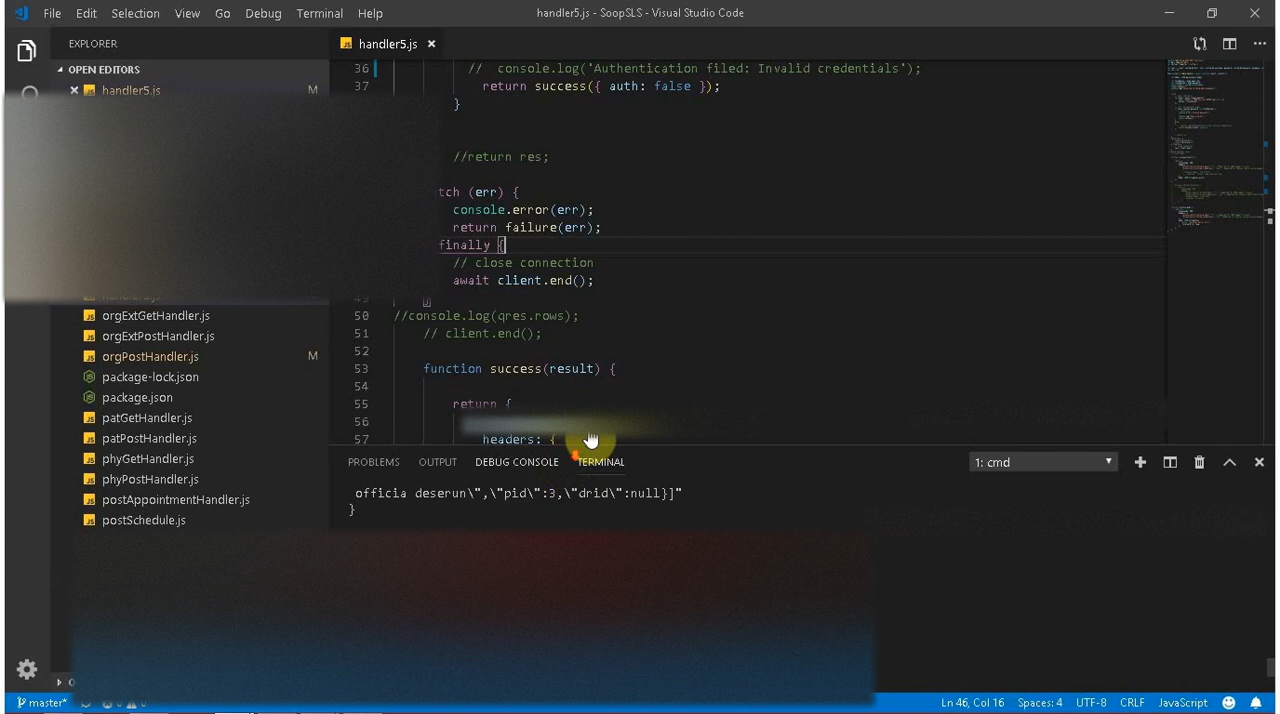 File Edit Selection View Go Debug Terminal Help
handler5.js - SoopSLS - Visual Studio Code
EXPLORER
OPEN EDITORS
handler5.js M
orgExtGetHandler.js
orgExtPostHandler.js
orgPostHandler.js M
package-lock.json
package.json
patGetHandler.js
patPostHandler.js
phyGetHandler.js
phyPostHandler.js
postAppointmentHandler.js
postSchedule.js
handler5.js
36 // console.log('Authentication filed: Invalid credentials');
37 return success({ auth: false });
}
//return res;
tch (err) {
console.error(err);
return failure(err);
finally {
// close connection
await client.end();
}
50 //console.log(qres.rows);
51 // client.end();
52
53 function success(result) {
54
55 return {
56
57 headers: {
PROBLEMS OUTPUT DEBUG CONSOLE TERMINAL
1: cmd
officia deserun\",\"pid\":3,\"drid\":null}]"
}
master*
Ln 46, Col 16 Spaces: 4 UTF-8 CRLF JavaScript